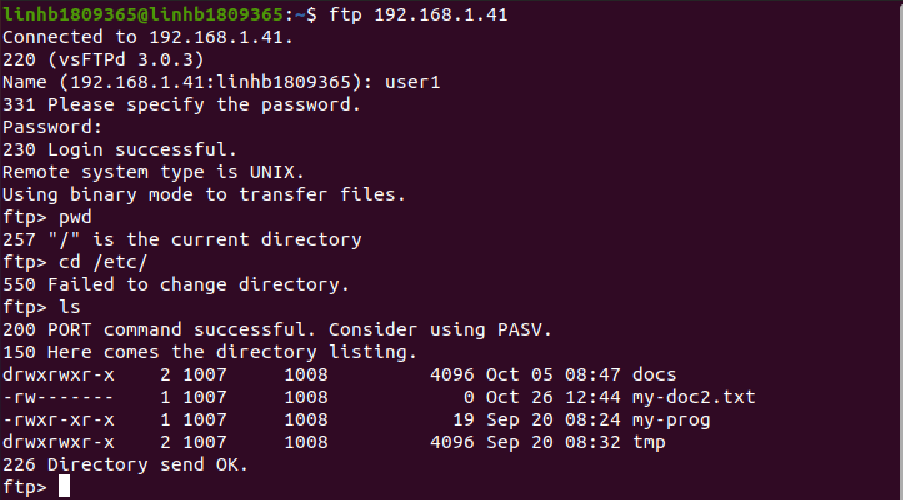 linhb1809365@linhb1809365:~$ ftp 192.168.1.41
Connected to 192.168.1.41.
220 (vsFTPd 3.0.3)
Name (192.168.1.41:linhb1809365): user1
331 Please specify the password.
Password:
230 Login successful.
Remote system type is UNIX.
Using binary mode to transfer files.
ftp> pwd
257 "/" is the current directory
ftp> cd /etc/
550 Failed to change directory.
ftp> ls
200 PORT command successful. Consider using PASV.
150 Here comes the directory listing.
drwxrwxr-x    2 1007     1008         4096 Oct 05 08:47 docs
-rw-------    1 1007     1008            0 Oct 26 12:44 my-doc2.txt
-rwxr-xr-x    1 1007     1008           19 Sep 20 08:24 my-prog
drwxrwxr-x    2 1007     1008         4096 Sep 20 08:32 tmp
226 Directory send OK.
ftp>